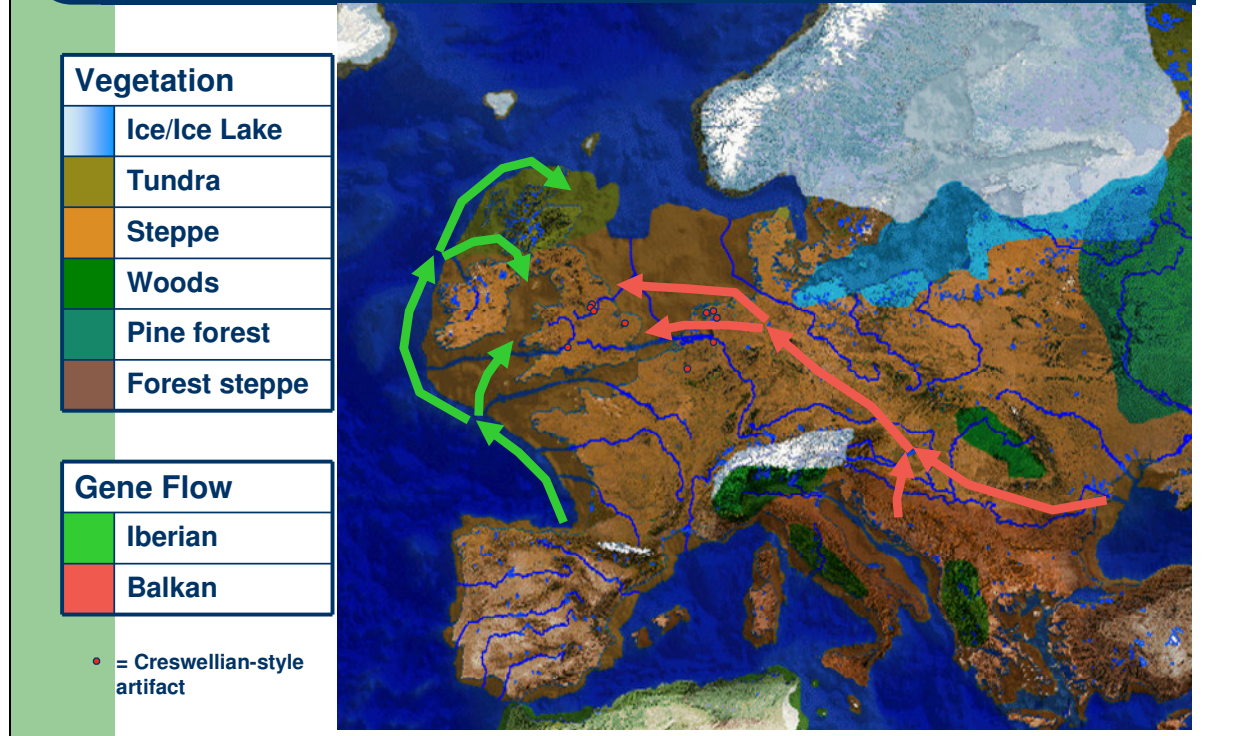 Vegetation
Ice/Ice Lake
Tundra
Steppe
Woods
Pine forest
Forest steppe
Gene Flow
Iberian
Balkan
= Creswellian-style
artifact